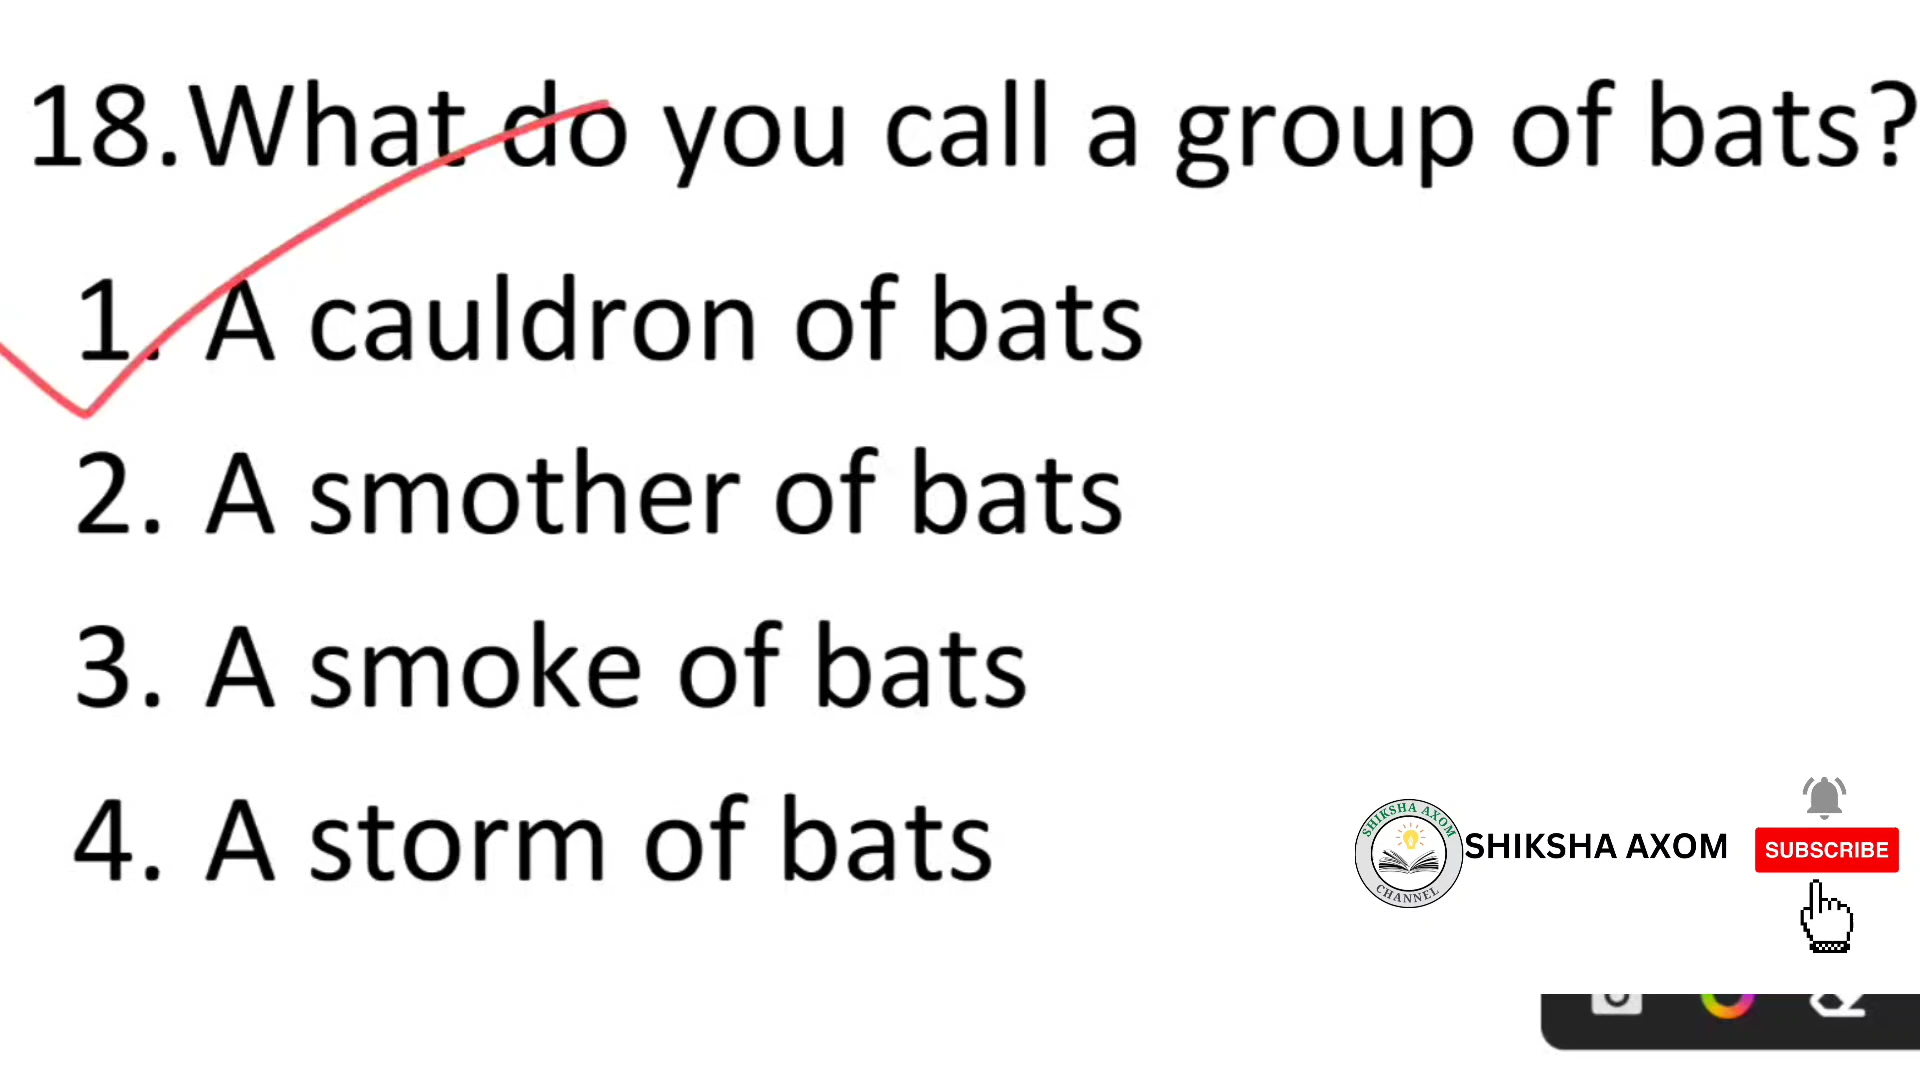 18.What do you call a group of bats?
1. A cauldron of bats
2. A smother of bats
3. A smoke of bats
4. A storm of bats
SHIKSHA AXOM
CHANNEL
SHIKSHA AXOM
SUBSCRIBE